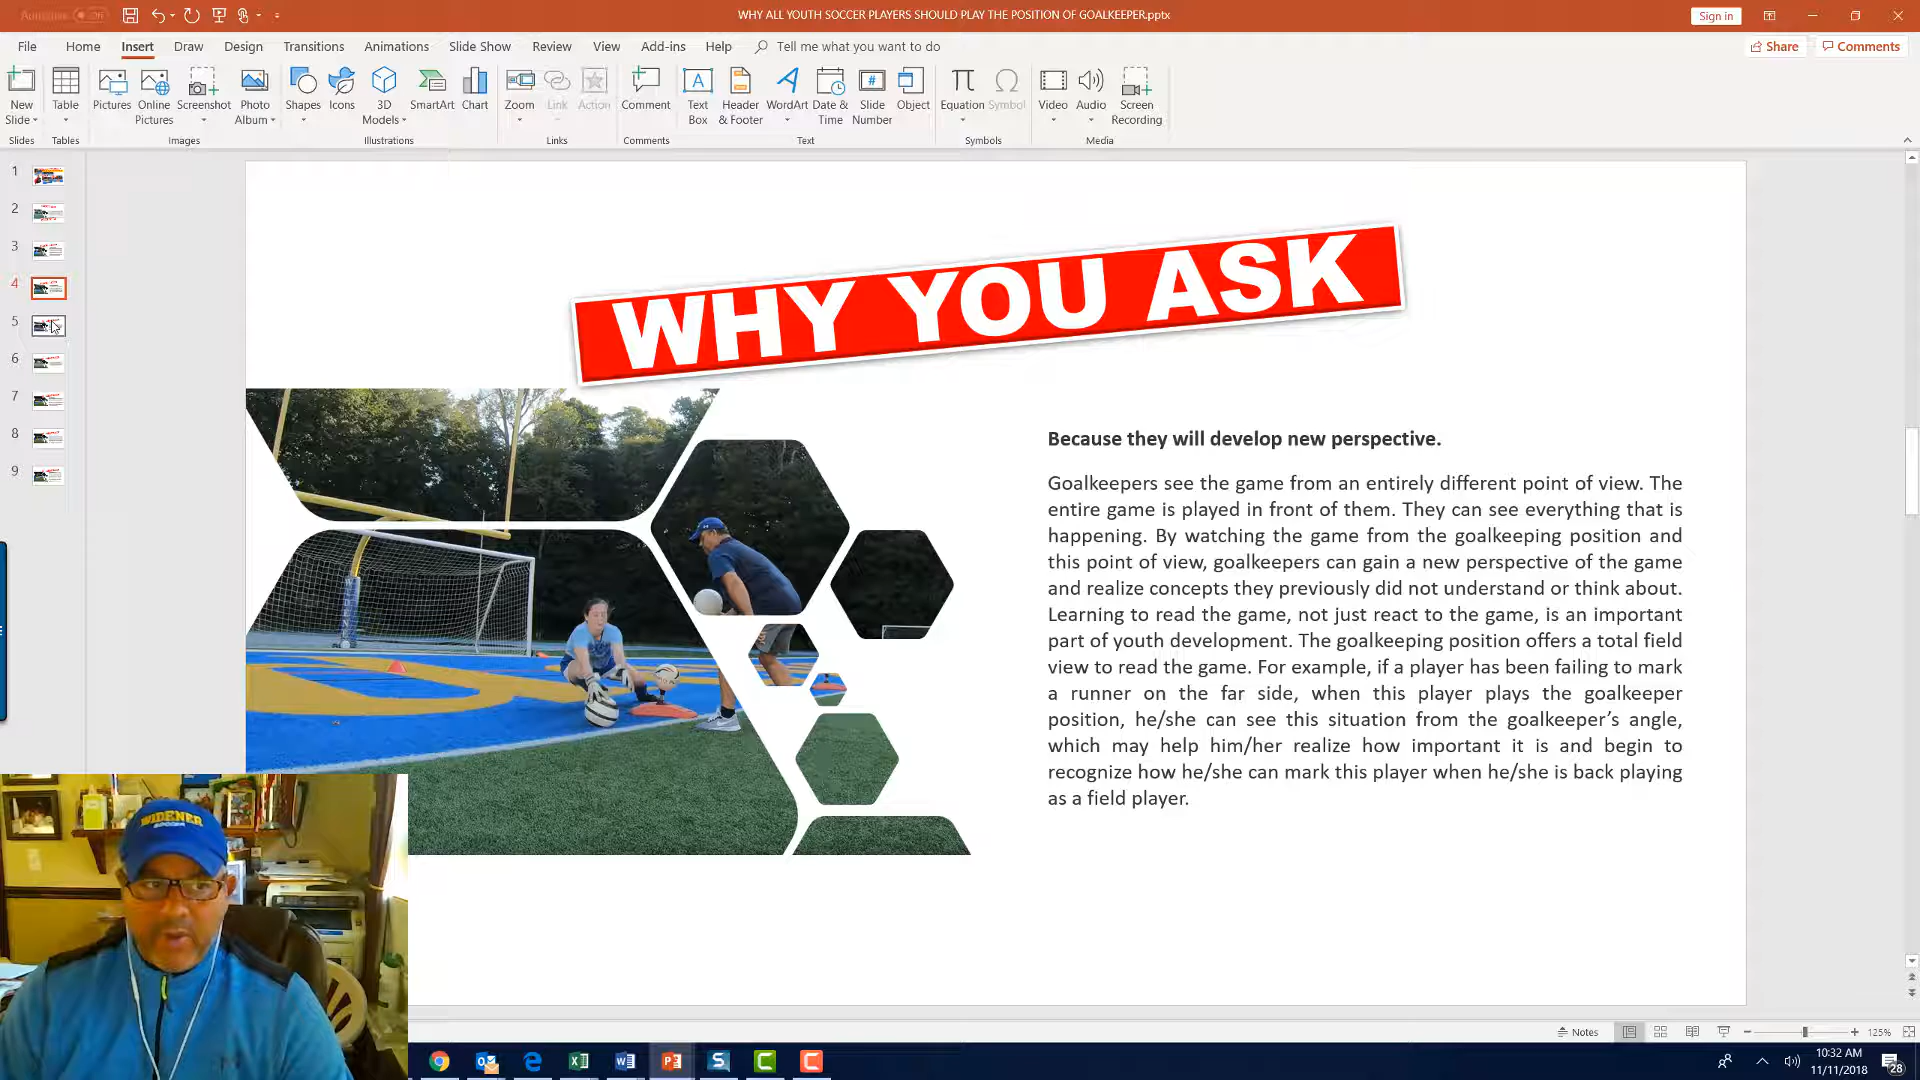 WHY ALL YOUTH SOCCER PLAYERS SHOULD PLAY THE POSITION OF GOALKEEPER.pptx
Sign in
File Home Insert Draw Design Transitions Animations Slide Show Review View Add-ins Help Tell me what you want to do
Share Comments
New Slide Table Pictures Online Pictures Screenshot Photo Album Shapes Icons 3D Models SmartArt Chart Zoom Link Action Comment Text Box Header & Footer WordArt Date & Time Slide Number Object Equation Symbol Video Audio Screen Recording
Slides Tables Images Illustrations Links Comments Text Symbols Media
1
2
3
4
5
6
7
8
9
WHY YOU ASK
Because they will develop new perspective.
Goalkeepers see the game from an entirely different point of view. The
entire game is played in front of them. They can see everything that is
happening. By watching the game from the goalkeeping position and
this point of view, goalkeepers can gain a new perspective of the game
and realize concepts they previously did not understand or think about.
Learning to read the game, not just react to the game, is an important
part of youth development. The goalkeeping position offers a total field
view to read the game. For example, if a player has been failing to mark
a runner on the far side, when this player plays the goalkeeper
position, he/she can see this situation from the goalkeeper's angle,
which may help him/her realize how important it is and begin to
recognize how he/she can mark this player when he/she is back playing
as a field player.
WIDENER
SOCCER
Notes
125%
10:32 AM
11/11/2018
28